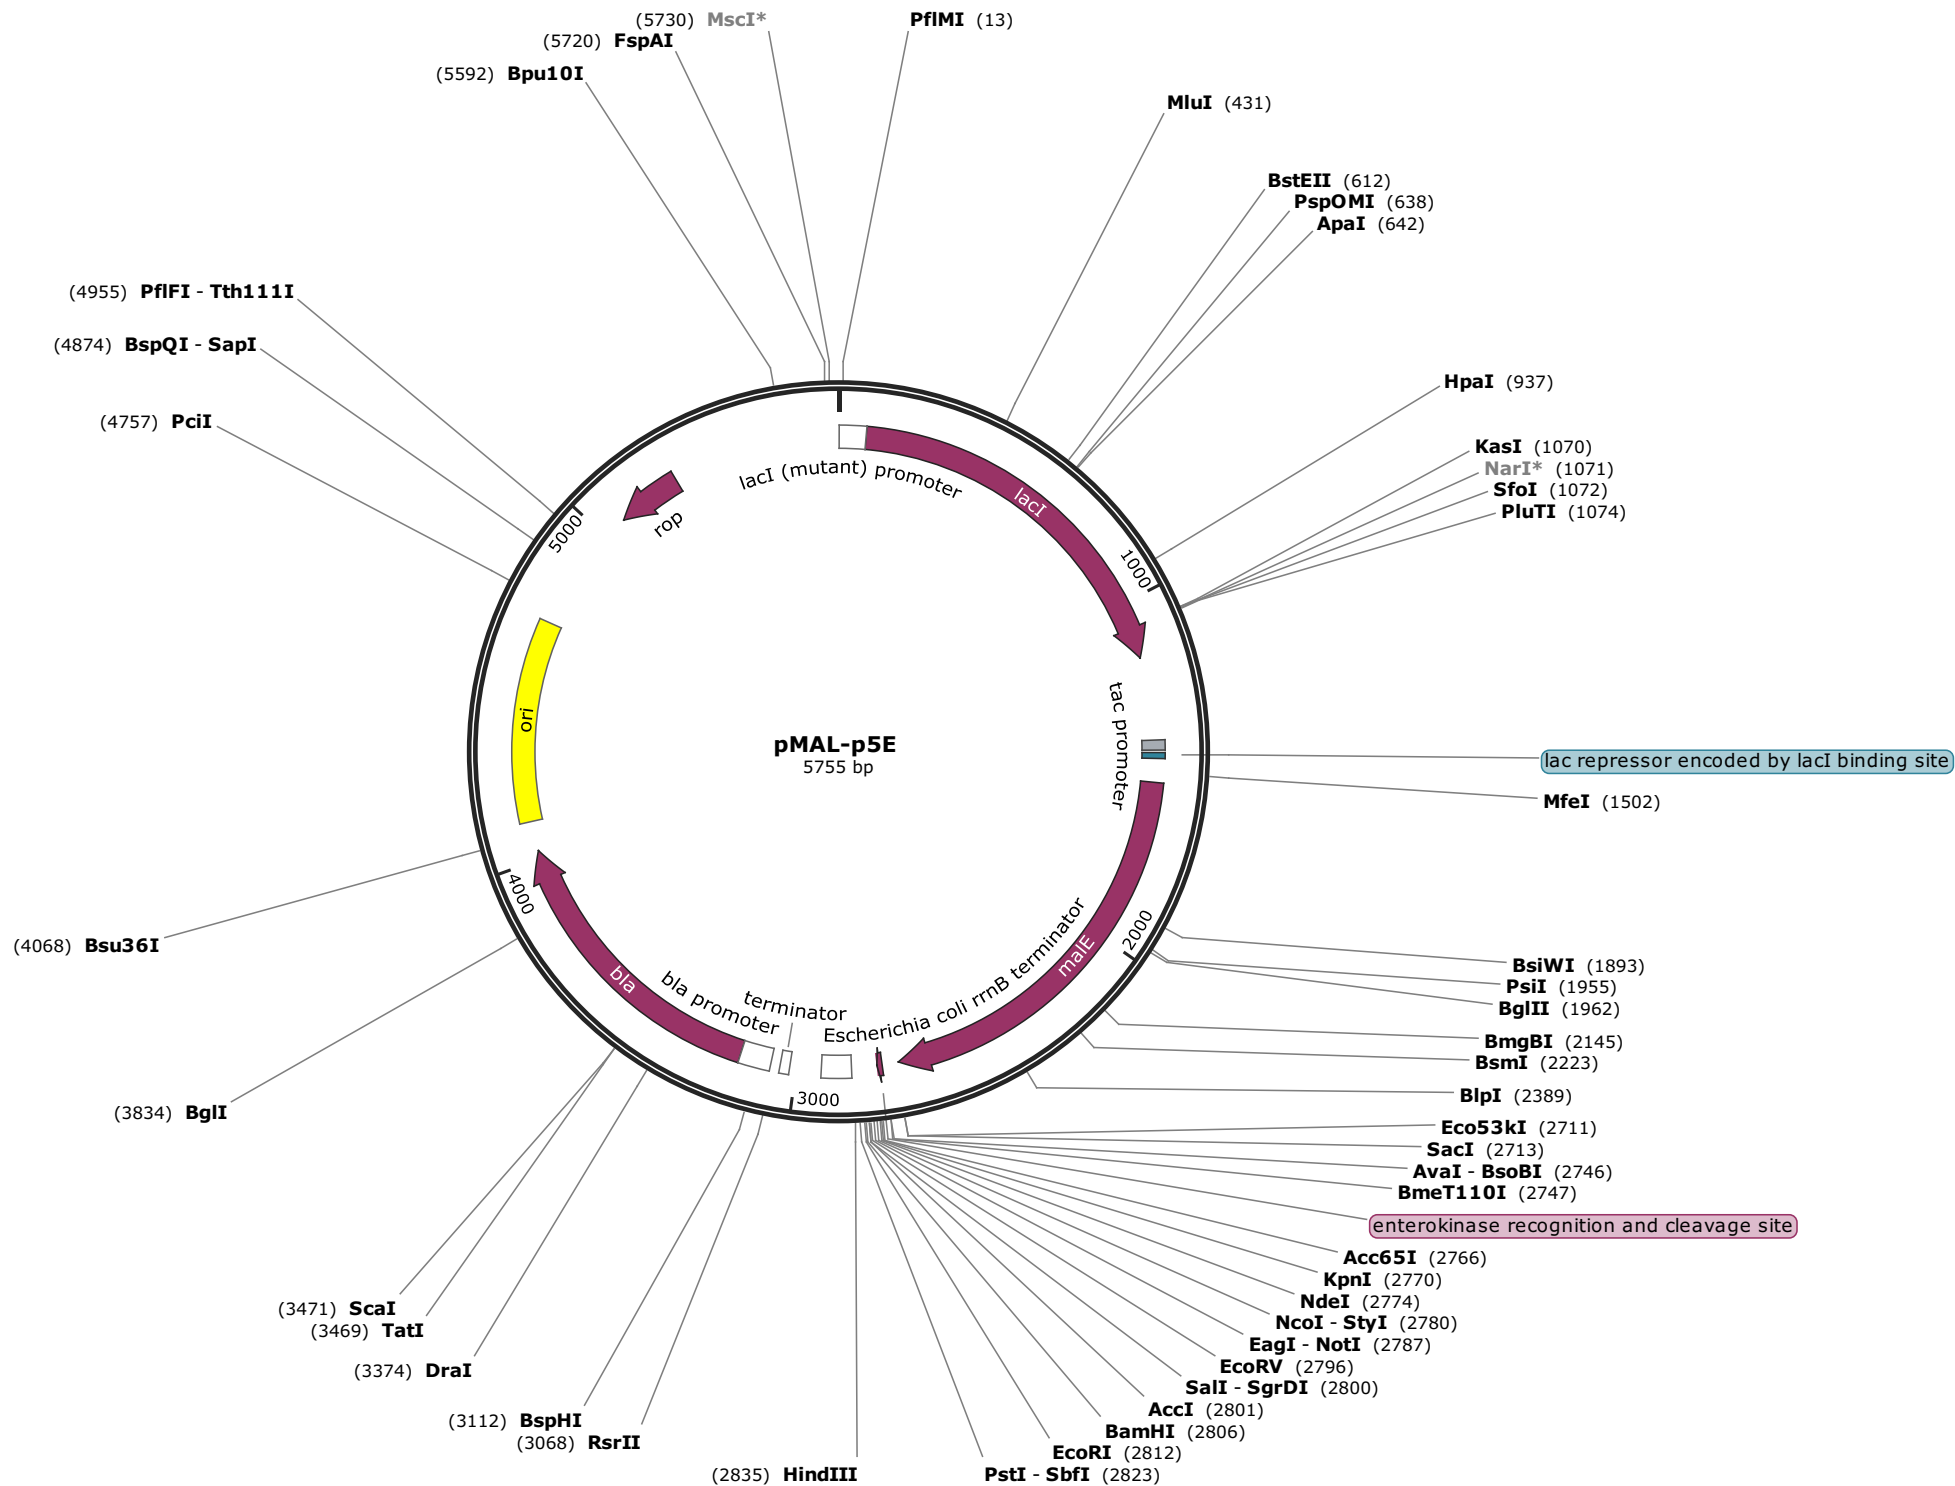 (5730) MscI*
PflMI (13)
(5720) FspAI
(5592) Bpu10I
MluI (431)
BstEII (612)
PspOMI (638)
ApaI (642)
(4955) PflFI - Tth111I
(4874) BspQI - SapI
(4757) PciI
HpaI (937)
KasI (1070)
NarI* (1071)
SfoI (1072)
PluTI (1074)
lacI (mutant) promoter
lacI
rop
5000
1000
tac promoter
ori
pMAL-p5E
5755 bp
lac repressor encoded by lacI binding site
MfeI (1502)
4000
2000
malE
Escherichia coli rrnB terminator
terminator
bla promoter
bla
3000
(4068) Bsu36I
(3834) BglI
BsiWI (1893)
PsiI (1955)
BglII (1962)
BmgBI (2145)
BsmI (2223)
BlpI (2389)
Eco53kI (2711)
SacI (2713)
AvaI - BsoBI (2746)
BmeT110I (2747)
enterokinase recognition and cleavage site
Acc65I (2766)
KpnI (2770)
NdeI (2774)
NcoI - StyI (2780)
EagI - NotI (2787)
EcoRV (2796)
SalI - SgrDI (2800)
AccI (2801)
BamHI (2806)
EcoRI (2812)
PstI - SbfI (2823)
(2835) HindIII
(3068) RsrII
(3112) BspHI
(3374) DraI
(3469) TatI
(3471) ScaI